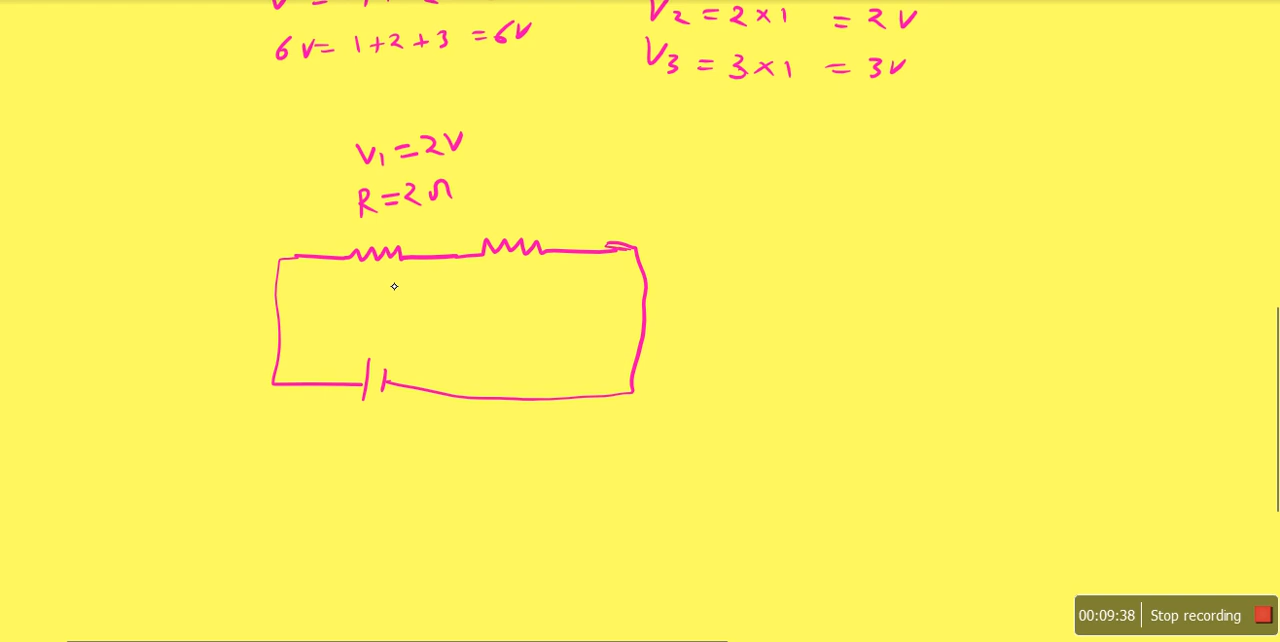 6V= 1+2+3 =6V
V2 = 2×1 = 2V
V3 = 3×1 = 3V
V1 = 2V
R = 2Ω
00:09:38 Stop recording